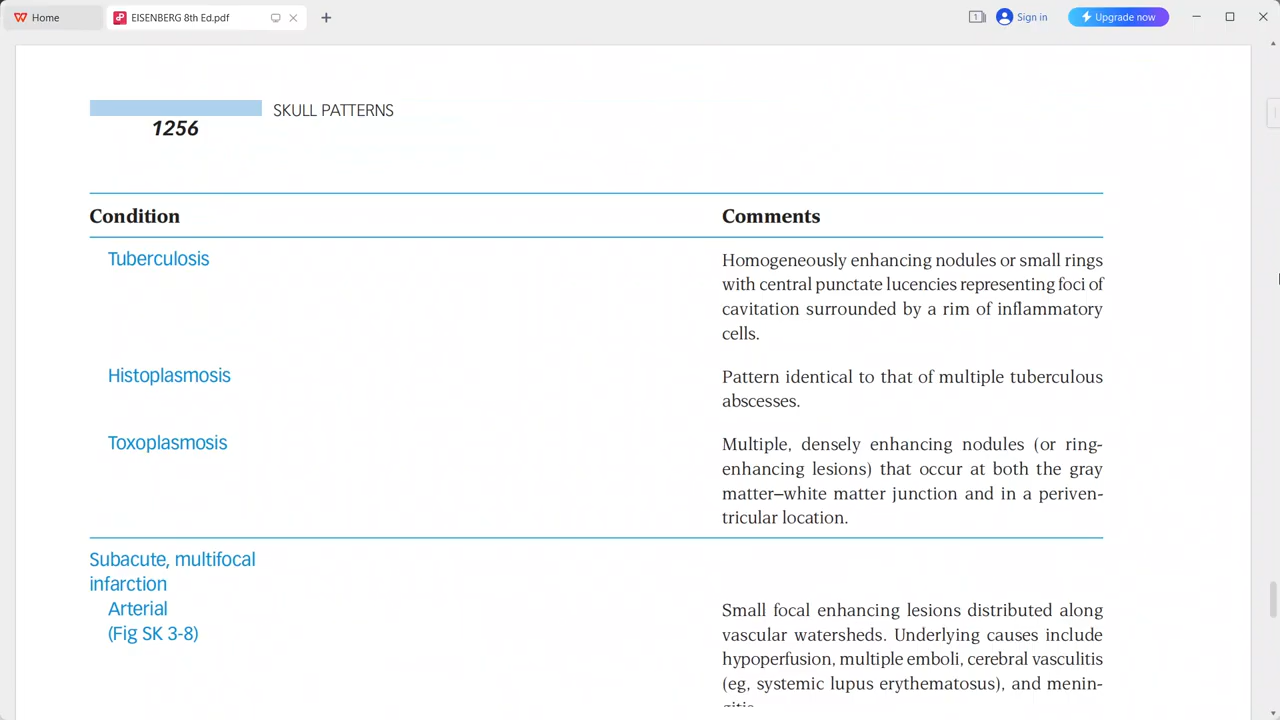 Home
EISENBERG 8th Ed.pdf
1
Sign in
Upgrade now
SKULL PATTERNS
1256
Condition
Comments
Tuberculosis
Homogeneously enhancing nodules or small rings
with central punctate lucencies representing foci of
cavitation surrounded by a rim of inflammatory
cells.
Histoplasmosis
Pattern identical to that of multiple tuberculous
abscesses.
Toxoplasmosis
Multiple, densely enhancing nodules (or ring-
enhancing lesions) that occur at both the gray
matter–white matter junction and in a periven-
tricular location.
Subacute, multifocal
infarction
Arterial
(Fig SK 3-8)
Small focal enhancing lesions distributed along
vascular watersheds. Underlying causes include
hypoperfusion, multiple emboli, cerebral vasculitis
(eg, systemic lupus erythematosus), and menin-